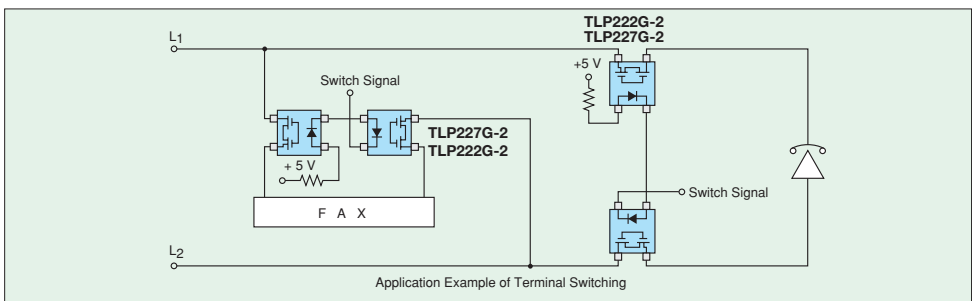 TLP222G-2
TLP227G-2
L1
+5 V
Switch Signal
TLP227G-2
TLP222G-2
+ 5 V
Switch Signal
F A X
L2
Application Example of Terminal Switching